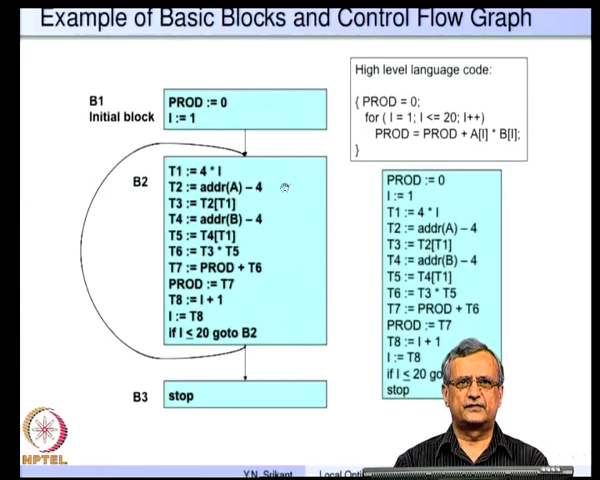 Example of Basic Blocks and Control Flow Graph
High level language code:
{ PROD = 0;
for ( I = 1; I <= 20; I++)
PROD = PROD + A[I] * B[I];
}
B1
Initial block
PROD := 0
I := 1
B2
T1 := 4 * I
T2 := addr(A) – 4
T3 := T2[T1]
T4 := addr(B) – 4
T5 := T4[T1]
T6 := T3 * T5
T7 := PROD + T6
PROD := T7
T8 := I + 1
I := T8
if I ≤ 20 goto B2
B3
stop
PROD := 0
I := 1
T1 := 4 * I
T2 := addr(A) – 4
T3 := T2[T1]
T4 := addr(B) – 4
T5 := T4[T1]
T6 := T3 * T5
T7 := PROD + T6
PROD := T7
T8 := I + 1
I := T8
if I ≤ 20 go
stop
NPTEL
Y.N. Srikant
Local Opti